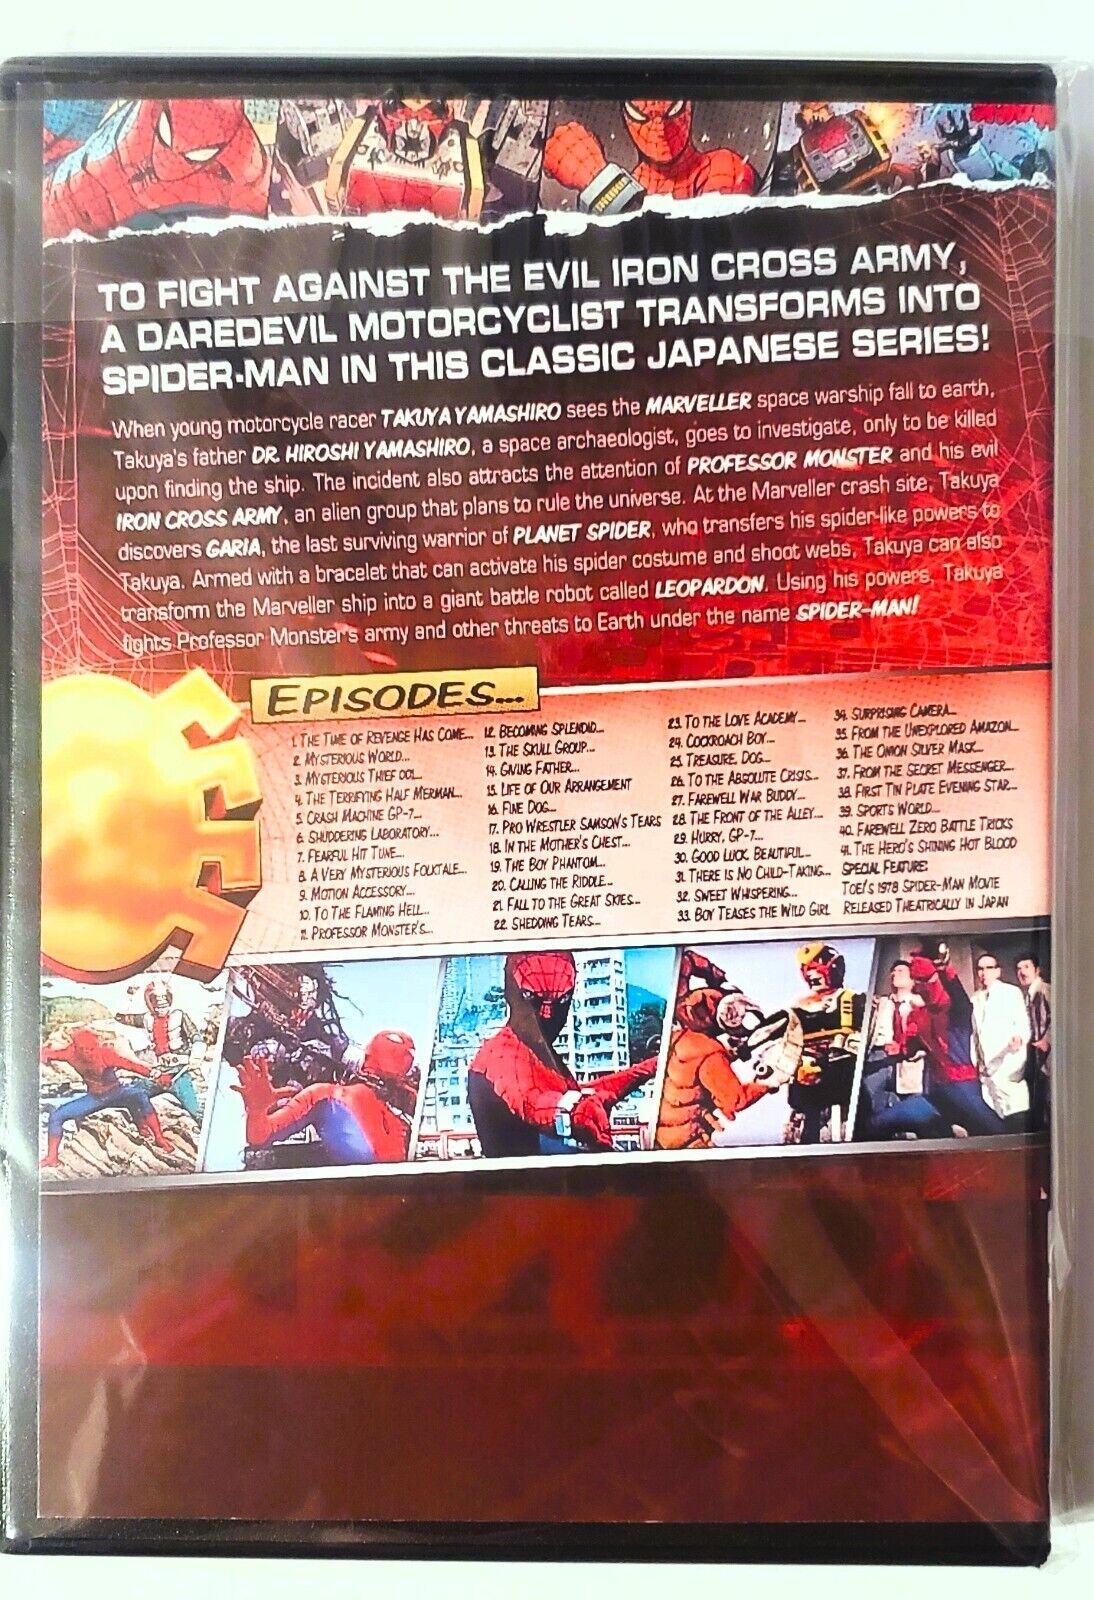 TO FIGHT AGAINST THE EVIL IRON CROSS ARMY,
A DAREDEVIL MOTORCYCLIST TRANSFORMS INTO
SPIDER-MAN IN THIS CLASSIC JAPANESE SERIES!
When young motorcycle racer TAKUYA YAMASHIRO sees the MARVELLER space warship fall to earth,
Takuya's father DR. HIROSHI YAMASHIRO, a space archaeologist, goes to investigate, only to be killed
upon finding the ship. The incident also attracts the attention of PROFESSOR MONSTER and his evil
IRON CROSS ARMY, an alien group that plans to rule the universe. At the Marveller crash site, Takuya
discovers GARIA, the last surviving warrior of PLANET SPIDER, who transfers his spider-like powers to
Takuya. Armed with a bracelet that can activate his spider costume and shoot webs, Takuya can also
transform the Marveller ship into a giant battle robot called LEOPARDON. Using his powers, Takuya
fights Professor Monster's army and other threats to Earth under the name SPIDER-MAN!
EPISODES...
1. THE TIME OF REVENGE HAS COME...
2. MYSTERIOUS WORLD...
3. MYSTERIOUS THIEF 001...
4. THE TERRIFYING HALF MERMAN...
5. CRASH MACHINE GP-7...
6. SHUDDERING LABORATORY...
7. FEARFUL HIT TUNE...
8. A VERY MYSTERIOUS FOLKTALE...
9. MOTION ACCESSORY...
10. TO THE FLAMING HELL...
11. PROFESSOR MONSTER'S...
12. BECOMING SPLENDID...
13. THE SKULL GROUP...
14. GIVING FATHER...
15. LIFE OF OUR ARRANGEMENT
16. FINE DOG...
17. PRO WRESTLER SAMSON'S TEARS
18. IN THE MOTHER'S CHEST...
19. THE BOY PHANTOM...
20. CALLING THE RIDDLE...
21. FALL TO THE GREAT SKIES...
22. SHEDDING TEARS...
23. TO THE LOVE ACADEMY...
24. COCKROACH BOY...
25. TREASURE, DOG...
26. TO THE ABSOLUTE CRISIS...
27. FAREWELL WAR BUDDY...
28. THE FRONT OF THE ALLEY...
29. HURRY, GP-7...
30. GOOD LUCK, BEAUTIFUL...
31. THERE IS NO CHILD-TAKING...
32. SWEET WHISPERING...
33. BOY TEASES THE WILD GIRL
34. SURPRISING CAMERA...
35. FROM THE UNEXPLORED AMAZON...
36. THE ONION SILVER MASK...
37. FROM THE SECRET MESSENGER...
38. FIRST TIN PLATE EVENING STAR...
39. SPORTS WORLD...
40. FAREWELL ZERO BATTLE TRICKS
41. THE HERO'S SHINING HOT BLOOD
SPECIAL FEATURE:
TOEI'S 1978 SPIDER-MAN MOVIE
RELEASED THEATRICALLY IN JAPAN